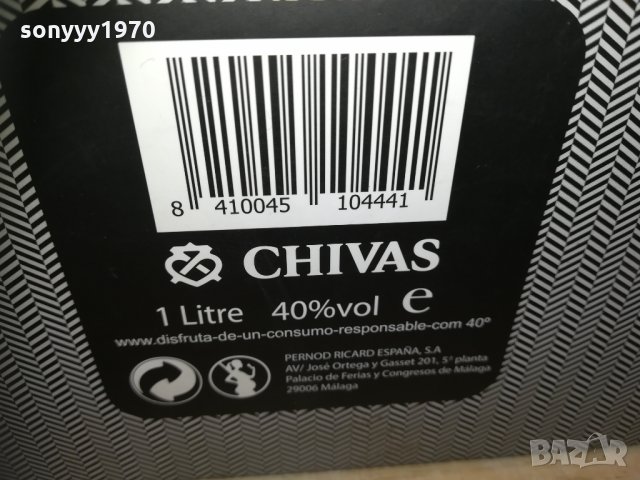 sonyyy1970
8 410045 104441
CHIVAS
1 Litre 40%vol e
www.disfruta-de-un-consumo-responsable-com 40º
PERNOD RICARD ESPAÑA, S.A
AV/ José Ortega y Gasset 201, 5ª planta
Palacio de Ferias y Congresos de Málaga
29006 Málaga
BAZAR